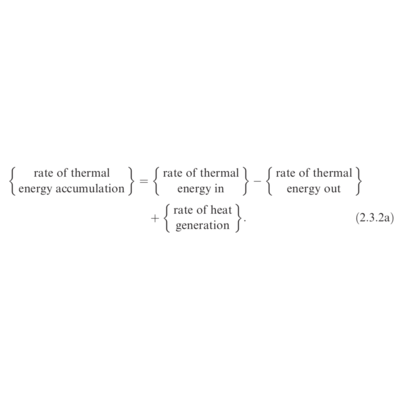 {rate of thermal energy accumulation} = {rate of thermal energy in} − {rate of thermal energy out}
+ {rate of heat generation}. (2.3.2a)